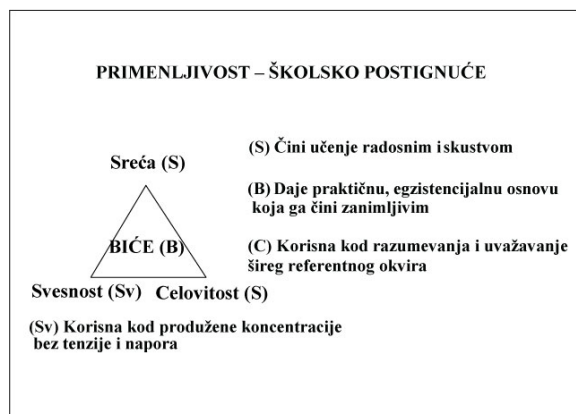 PRIMENLJIVOST – ŠKOLSKO POSTIGNUĆE
Sreća (S)
BIĆE (B)
Svesnost (Sv) Celovitost (S)
(S) Čini učenje radosnim iskustvom
(B) Daje praktičnu, egzistencijalnu osnovu
koja ga čini zanimljivim
(C) Korisna kod razumevanja i uvažavanje
šireg referentnog okvira
(Sv) Korisna kod produžene koncentracije
bez tenzije i napora